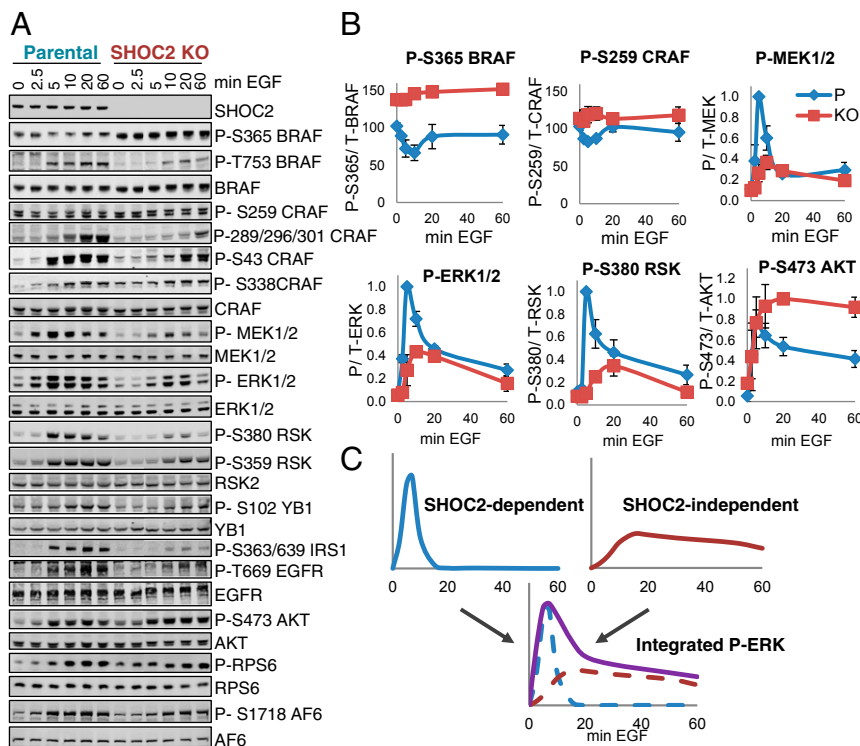 A
Parental SHOC2 KO
0 2.5 5 10 20 60 0 2.5 5 10 20 60 min EGF
SHOC2
P-S365 BRAF
P-T753 BRAF
BRAF
P- S259 CRAF
P-289/296/301 CRAF
P-S43 CRAF
P- S338CRAF
CRAF
P- MEK1/2
MEK1/2
P- ERK1/2
ERK1/2
P-S380 RSK
P-S359 RSK
RSK2
P- S102 YB1
YB1
P-S363/639 IRS1
P-T669 EGFR
EGFR
P-S473 AKT
AKT
P-RPS6
RPS6
P- S1718 AF6
AF6
B
P-S365 BRAF
P-S365/ T-BRAF
150
100
50
0
0 20 40 60
min EGF
P-S259 CRAF
P-S259/ T-CRAF
150
100
50
0
0 20 40 60
min EGF
P-MEK1/2
P/ T-MEK
1.0
0.8
0.6
0.4
0.2
0.0
0 20 40 60
min EGF
P
KO
P-ERK1/2
P/ T-ERK
1.0
0.8
0.6
0.4
0.2
0.0
0 20 40 60
min EGF
P-S380 RSK
P-S380/ T-RSK
1.0
0.8
0.6
0.4
0.2
0.0
0 20 40 60
min EGF
P-S473 AKT
P-S473/ T-AKT
1.2
1.0
0.8
0.6
0.4
0.2
0.0
0 20 40 60
min EGF
C
SHOC2-dependent
0 20 40 60
SHOC2-independent
0 20 40 60
Integrated P-ERK
0 20 40 60
min EGF